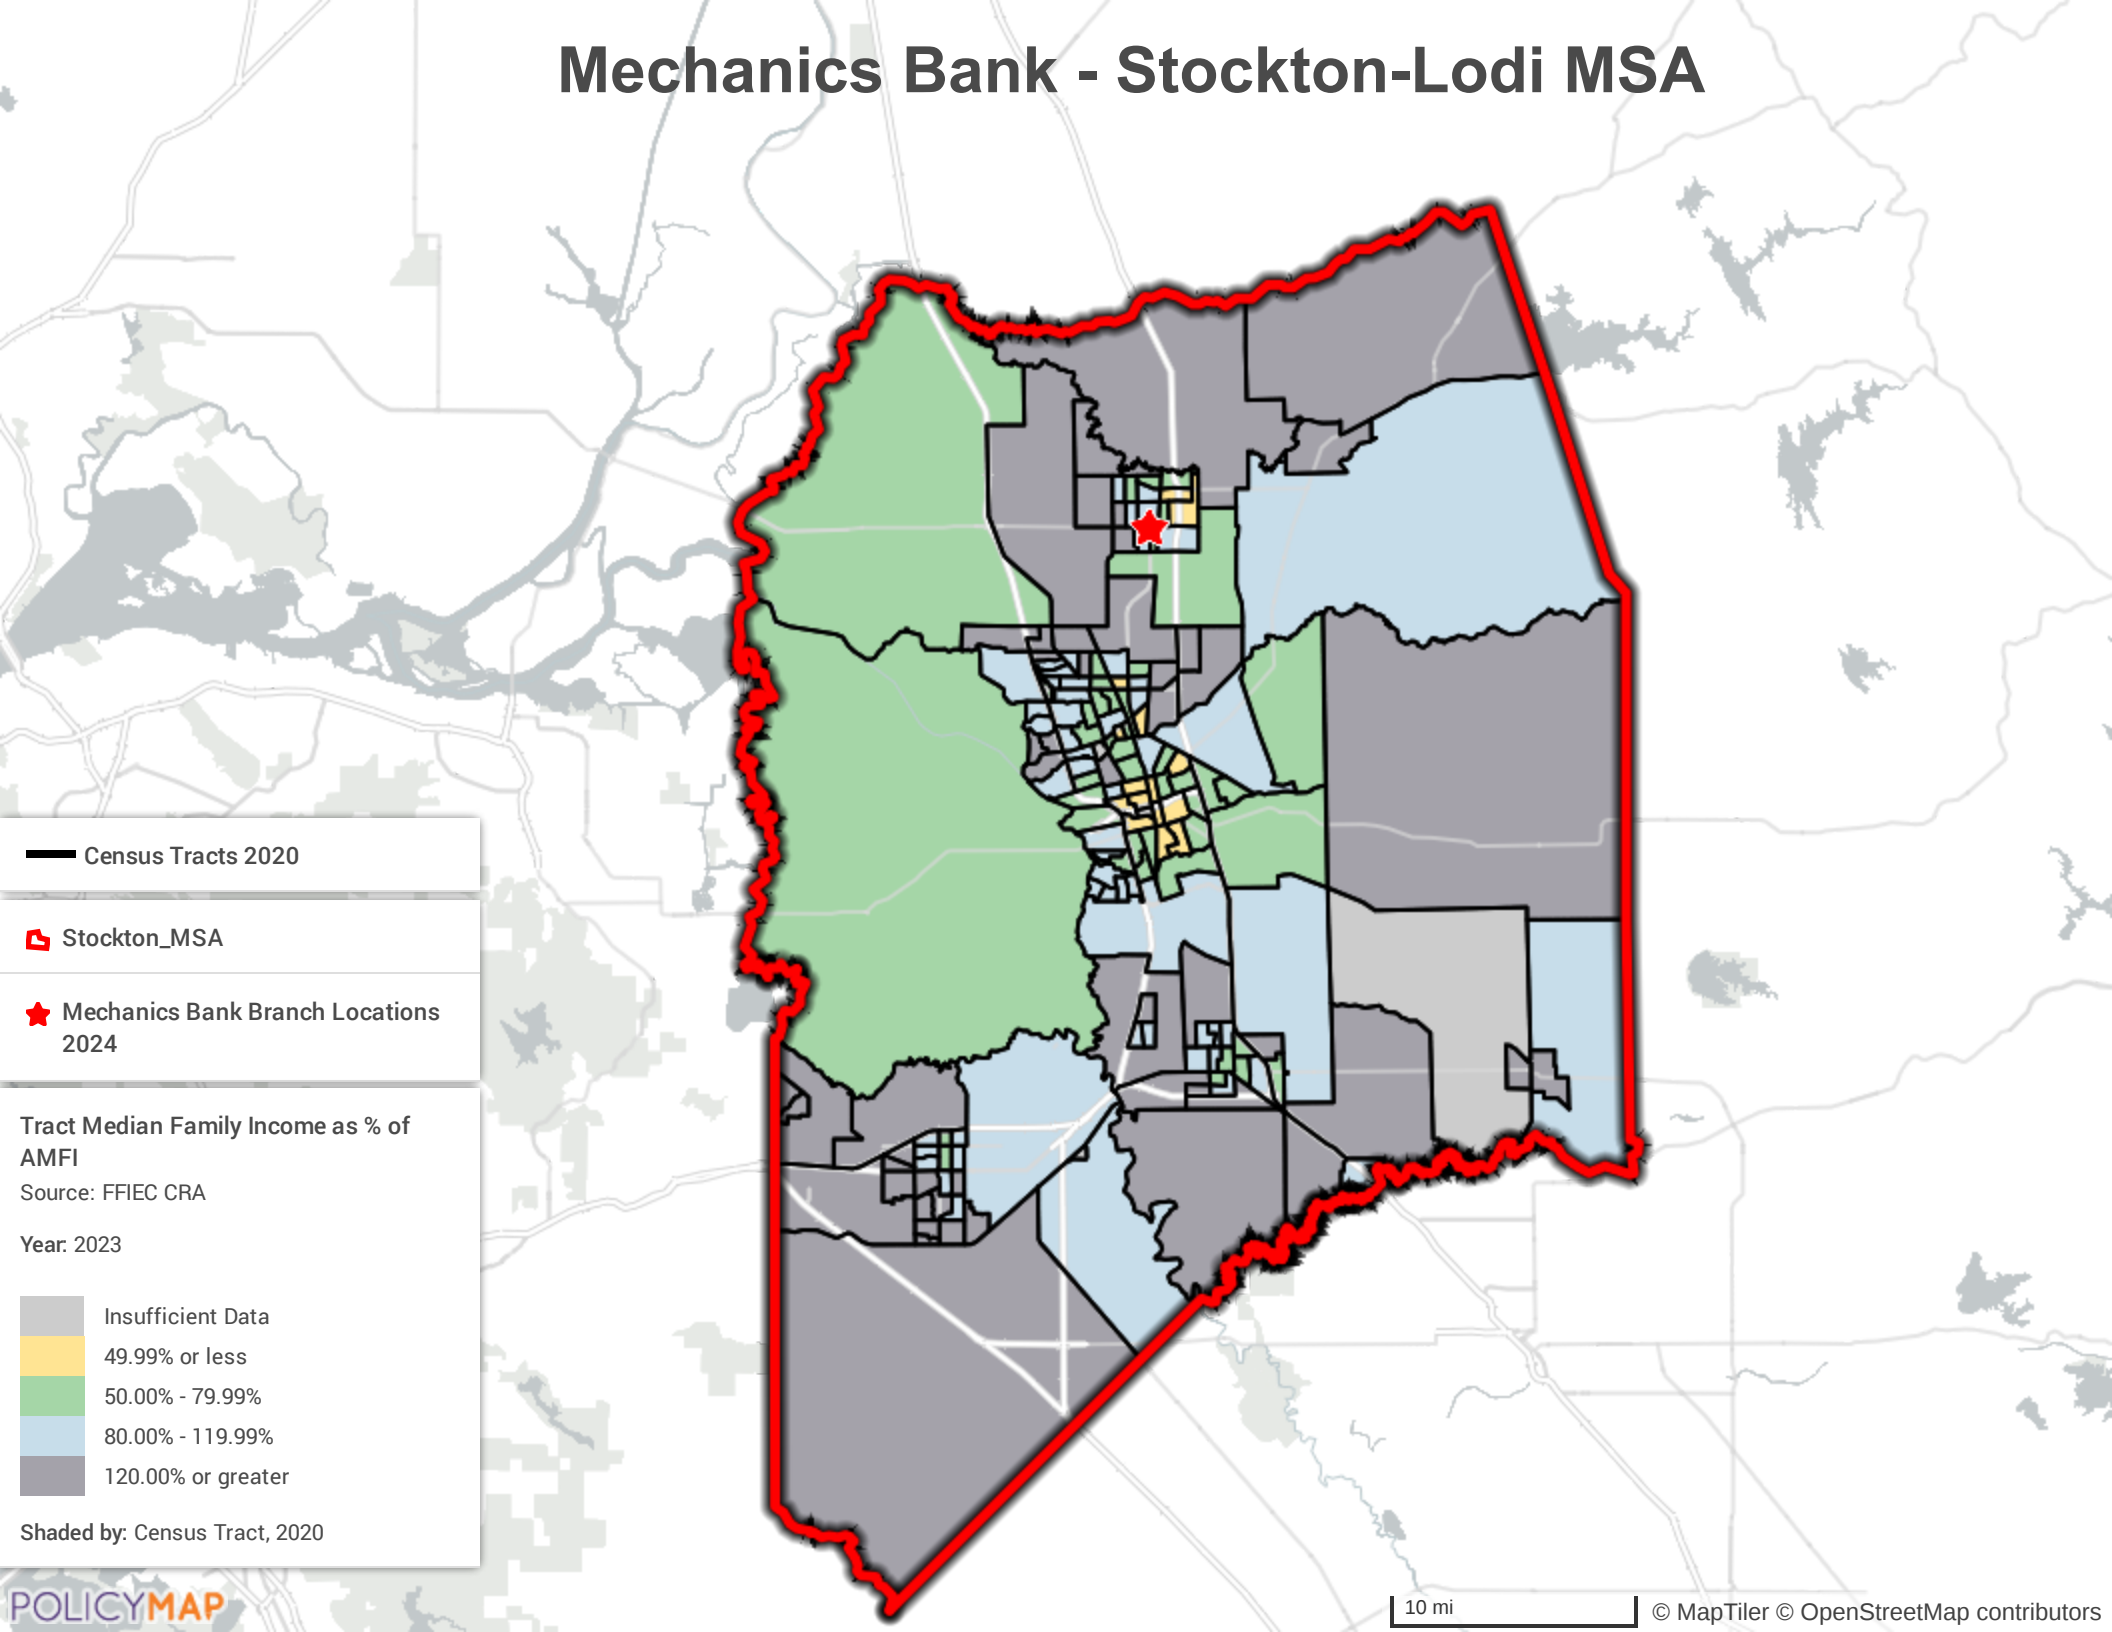 Mechanics Bank - Stockton-Lodi MSA
Census Tracts 2020
Stockton_MSA
Mechanics Bank Branch Locations
2024
Tract Median Family Income as % of
AMFI
Source: FFIEC CRA
Year: 2023
Insufficient Data
49.99% or less
50.00% - 79.99%
80.00% - 119.99%
120.00% or greater
Shaded by: Census Tract, 2020
POLICYMAP
10 mi
© MapTiler © OpenStreetMap contributors